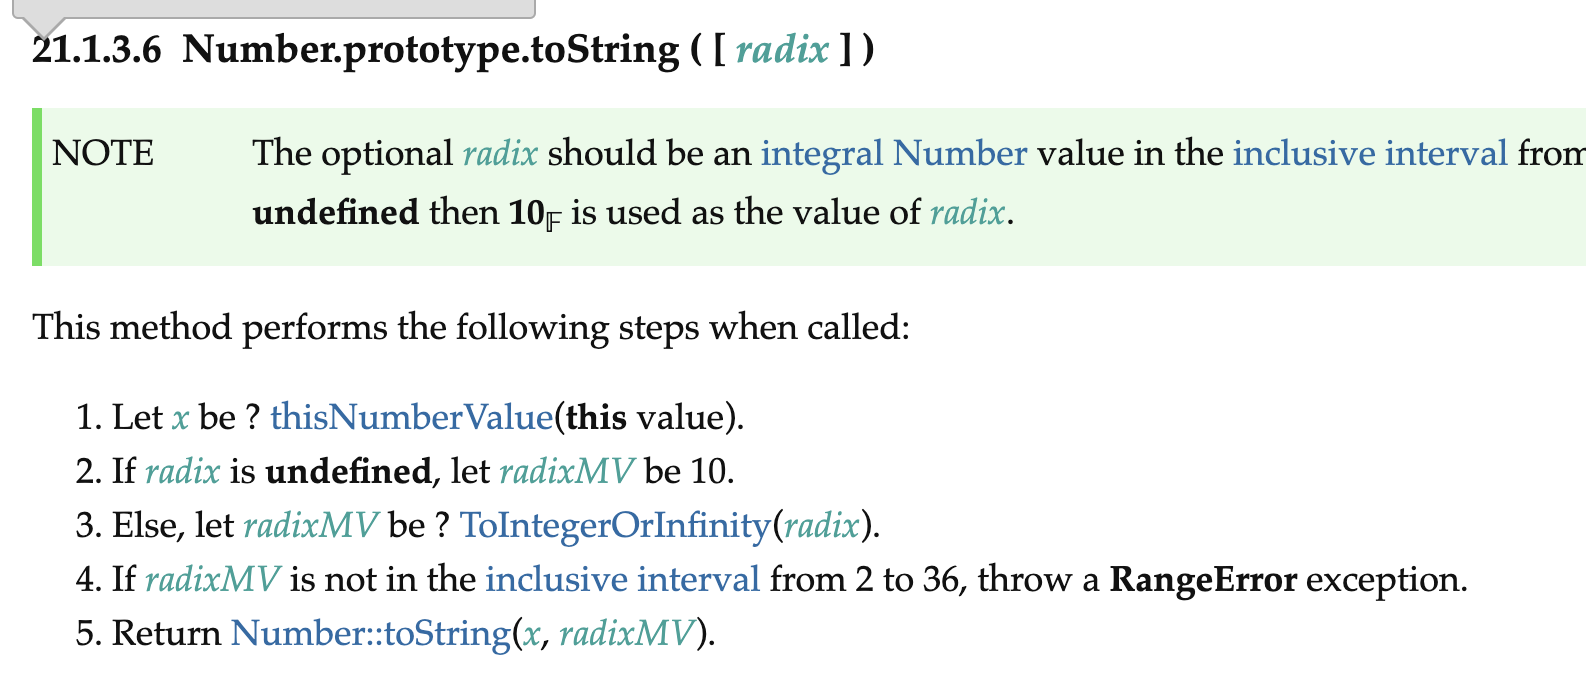 21.1.3.6 Number.prototype.toString ( [ radix ] )
NOTE The optional radix should be an integral Number value in the inclusive interval from
undefined then 10𝔽 is used as the value of radix.
This method performs the following steps when called:
1. Let x be ? thisNumberValue(this value).
2. If radix is undefined, let radixMV be 10.
3. Else, let radixMV be ? ToIntegerOrInfinity(radix).
4. If radixMV is not in the inclusive interval from 2 to 36, throw a RangeError exception.
5. Return Number::toString(x, radixMV).